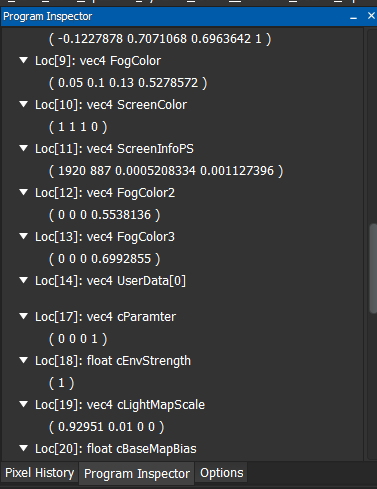 Program Inspector
( -0.1227878 0.7071068 0.6963642 1 )
Loc[9]: vec4 FogColor
( 0.05 0.1 0.13 0.5278572 )
Loc[10]: vec4 ScreenColor
( 1 1 1 0 )
Loc[11]: vec4 ScreenInfoPS
( 1920 887 0.0005208334 0.001127396 )
Loc[12]: vec4 FogColor2
( 0 0 0 0.5538136 )
Loc[13]: vec4 FogColor3
( 0 0 0 0.6992855 )
Loc[14]: vec4 UserData[0]
Loc[17]: vec4 cParamter
( 0 0 0 1 )
Loc[18]: float cEnvStrength
( 1 )
Loc[19]: vec4 cLightMapScale
( 0.92951 0.01 0 0 )
Loc[20]: float cBaseMapBias
Pixel History Program Inspector Options